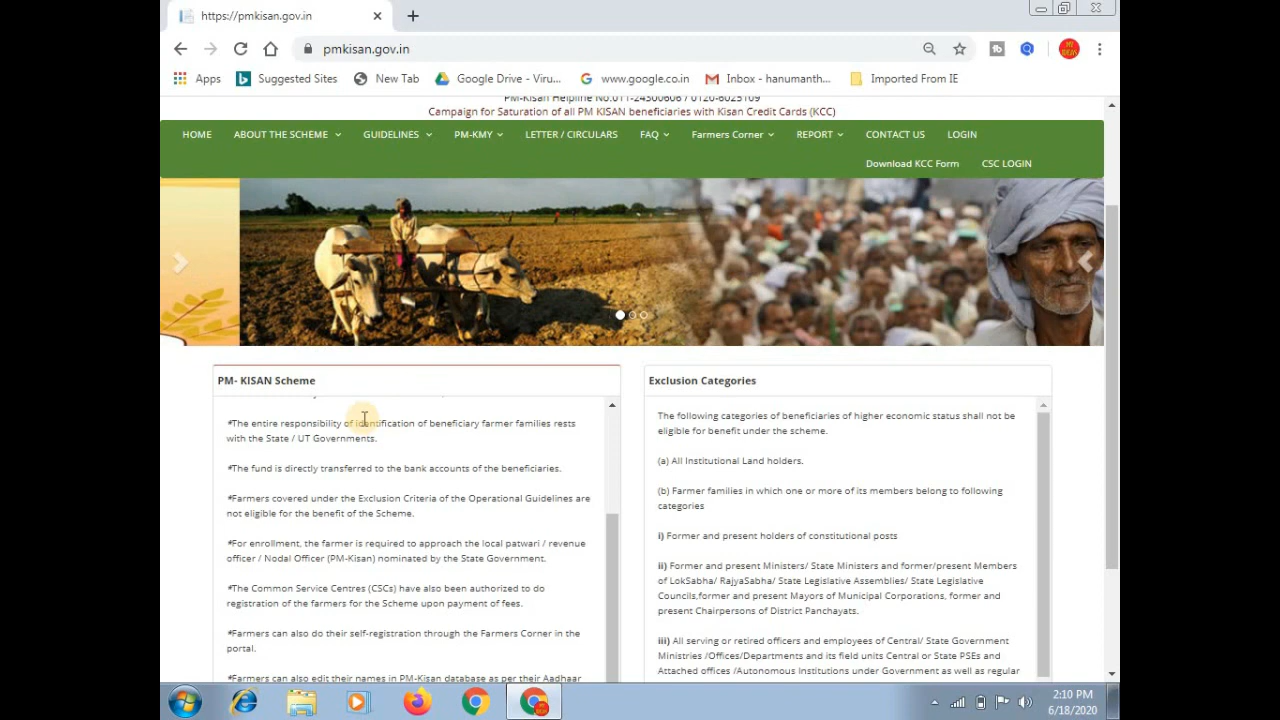 https://pmkisan.gov.in
pmkisan.gov.in
Apps Suggested Sites New Tab Google Drive - Viru... www.google.co.in Inbox - hanumanth... Imported From IE
PM-Kisan Helpline No.011-24300606 / 0120-6025109
Campaign for Saturation of all PM KISAN beneficiaries with Kisan Credit Cards (KCC)
HOME ABOUT THE SCHEME GUIDELINES PM-KMY LETTER / CIRCULARS FAQ Farmers Corner REPORT CONTACT US LOGIN
Download KCC Form CSC LOGIN
PM- KISAN Scheme
*The entire responsibility of identification of beneficiary farmer families rests
with the State / UT Governments.
*The fund is directly transferred to the bank accounts of the beneficiaries.
*Farmers covered under the Exclusion Criteria of the Operational Guidelines are
not eligible for the benefit of the Scheme.
*For enrollment, the farmer is required to approach the local patwari / revenue
officer / Nodal Officer (PM-Kisan) nominated by the State Government.
*The Common Service Centres (CSCs) have also been authorized to do
registration of the farmers for the Scheme upon payment of fees.
*Farmers can also do their self-registration through the Farmers Corner in the
portal.
*Farmers can also edit their names in PM-Kisan database as per their Aadhaar
Exclusion Categories
The following categories of beneficiaries of higher economic status shall not be
eligible for benefit under the scheme.
(a) All Institutional Land holders.
(b) Farmer families in which one or more of its members belong to following
categories
i) Former and present holders of constitutional posts
ii) Former and present Ministers/ State Ministers and former/present Members
of LokSabha/ RajyaSabha/ State Legislative Assemblies/ State Legislative
Councils,former and present Mayors of Municipal Corporations, former and
present Chairpersons of District Panchayats.
iii) All serving or retired officers and employees of Central/ State Government
Ministries /Offices/Departments and its field units Central or State PSEs and
Attached offices /Autonomous Institutions under Government as well as regular
2:10 PM
6/18/2020